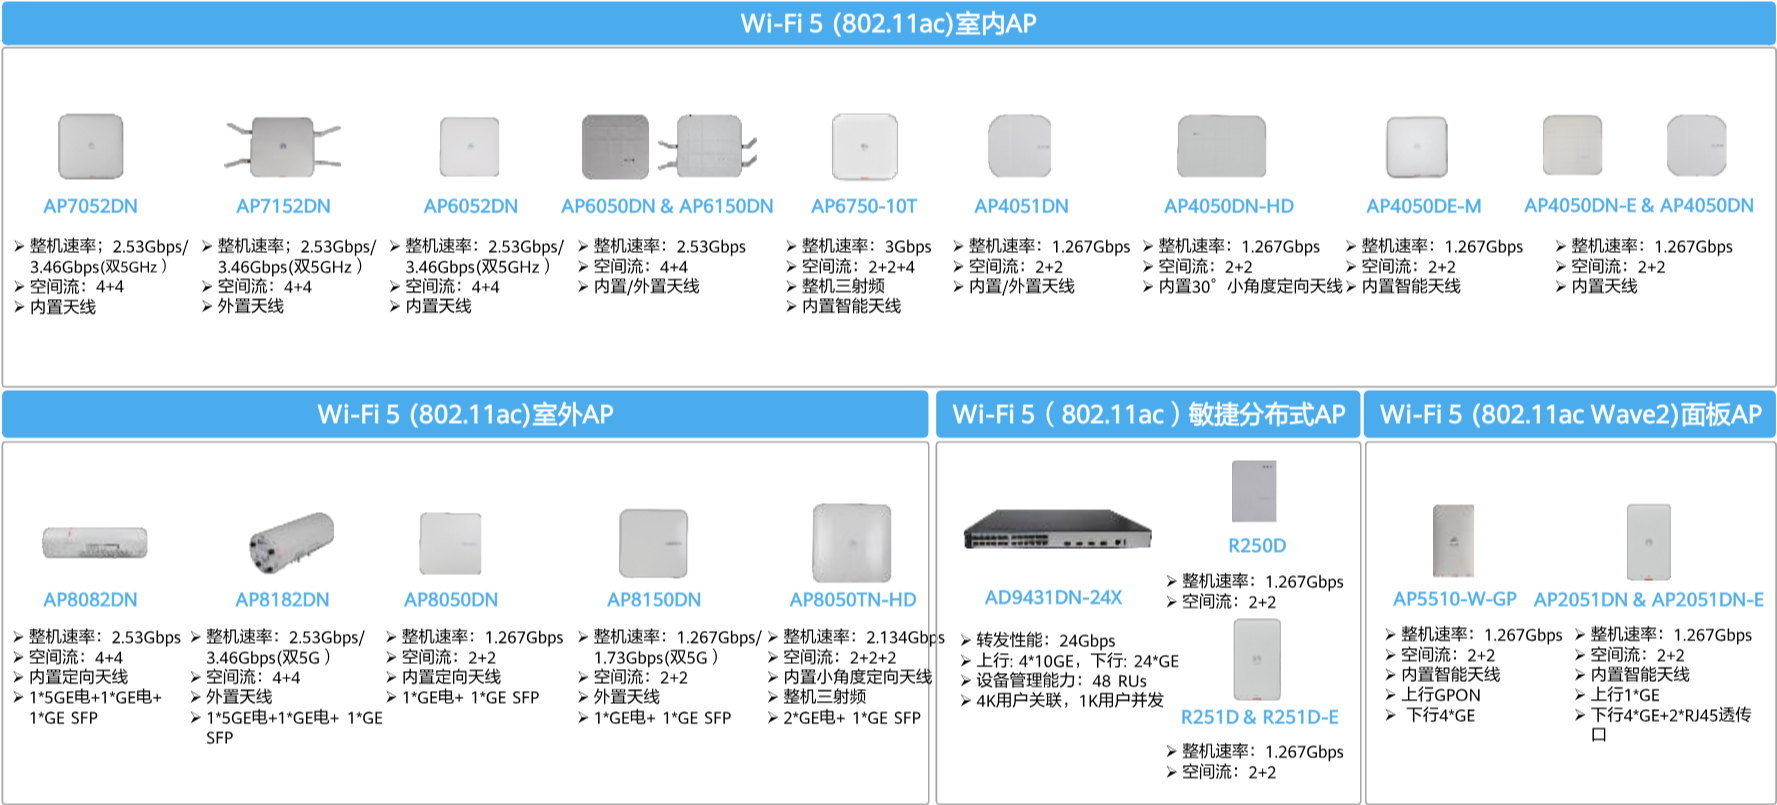 Wi-Fi 5 (802.11ac)室内AP
AP7052DN
➢ 整机速率；2.53Gbps/
3.46Gbps(双5GHz ）
➢ 空间流：4+4
➢ 内置天线
AP7152DN
➢ 整机速率；2.53Gbps/
3.46Gbps(双5GHz ）
➢ 空间流：4+4
➢ 外置天线
AP6052DN
➢ 整机速率：2.53Gbps/
3.46Gbps(双5GHz ）
➢ 空间流：4+4
➢ 内置天线
AP6050DN & AP6150DN
➢ 整机速率：2.53Gbps
➢ 空间流：4+4
➢ 内置/外置天线
AP6750-10T
➢ 整机速率：3Gbps
➢ 空间流：2+2+4
➢ 整机三射频
➢ 内置智能天线
AP4051DN
➢ 整机速率：1.267Gbps
➢ 空间流：2+2
➢ 内置/外置天线
AP4050DN-HD
➢ 整机速率：1.267Gbps
➢ 空间流：2+2
➢ 内置30°小角度定向天线
AP4050DE-M
➢ 整机速率：1.267Gbps
➢ 空间流：2+2
➢ 内置智能天线
AP4050DN-E & AP4050DN
➢ 整机速率：1.267Gbps
➢ 空间流：2+2
➢ 内置天线
Wi-Fi 5 (802.11ac)室外AP
AP8082DN
➢ 整机速率：2.53Gbps
➢ 空间流：4+4
➢ 内置定向天线
➢ 1*5GE电+1*GE电+
1*GE SFP
AP8182DN
➢ 整机速率：2.53Gbps/
3.46Gbps(双5G ）
➢ 空间流：4+4
➢ 外置天线
➢ 1*5GE电+1*GE电+ 1*GE
SFP
AP8050DN
➢ 整机速率：1.267Gbps
➢ 空间流：2+2
➢ 内置定向天线
➢ 1*GE电+ 1*GE SFP
AP8150DN
➢ 整机速率：1.267Gbps/
1.73Gbps(双5G ）
➢ 空间流：2+2
➢ 外置天线
➢ 1*GE电+ 1*GE SFP
AP8050TN-HD
➢ 整机速率：2.134Gbps
➢ 空间流：2+2+2
➢ 内置小角度定向天线
➢ 整机三射频
➢ 2*GE电+ 1*GE SFP
Wi-Fi 5（802.11ac）敏捷分布式AP
AD9431DN-24X
➢ 转发性能：24Gbps
➢ 上行: 4*10GE，下行: 24*GE
➢ 设备管理能力：48 RUs
➢ 4K用户关联，1K用户并发
R250D
➢ 整机速率：1.267Gbps
➢ 空间流：2+2
R251D & R251D-E
➢ 整机速率：1.267Gbps
➢ 空间流：2+2
Wi-Fi 5 (802.11ac Wave2)面板AP
AP5510-W-GP
➢ 整机速率：1.267Gbps
➢ 空间流：2+2
➢ 内置智能天线
➢ 上行GPON
➢ 下行4*GE
AP2051DN & AP2051DN-E
➢ 整机速率：1.267Gbps
➢ 空间流：2+2
➢ 内置智能天线
➢ 上行1*GE
➢ 下行4*GE+2*RJ45透传
口